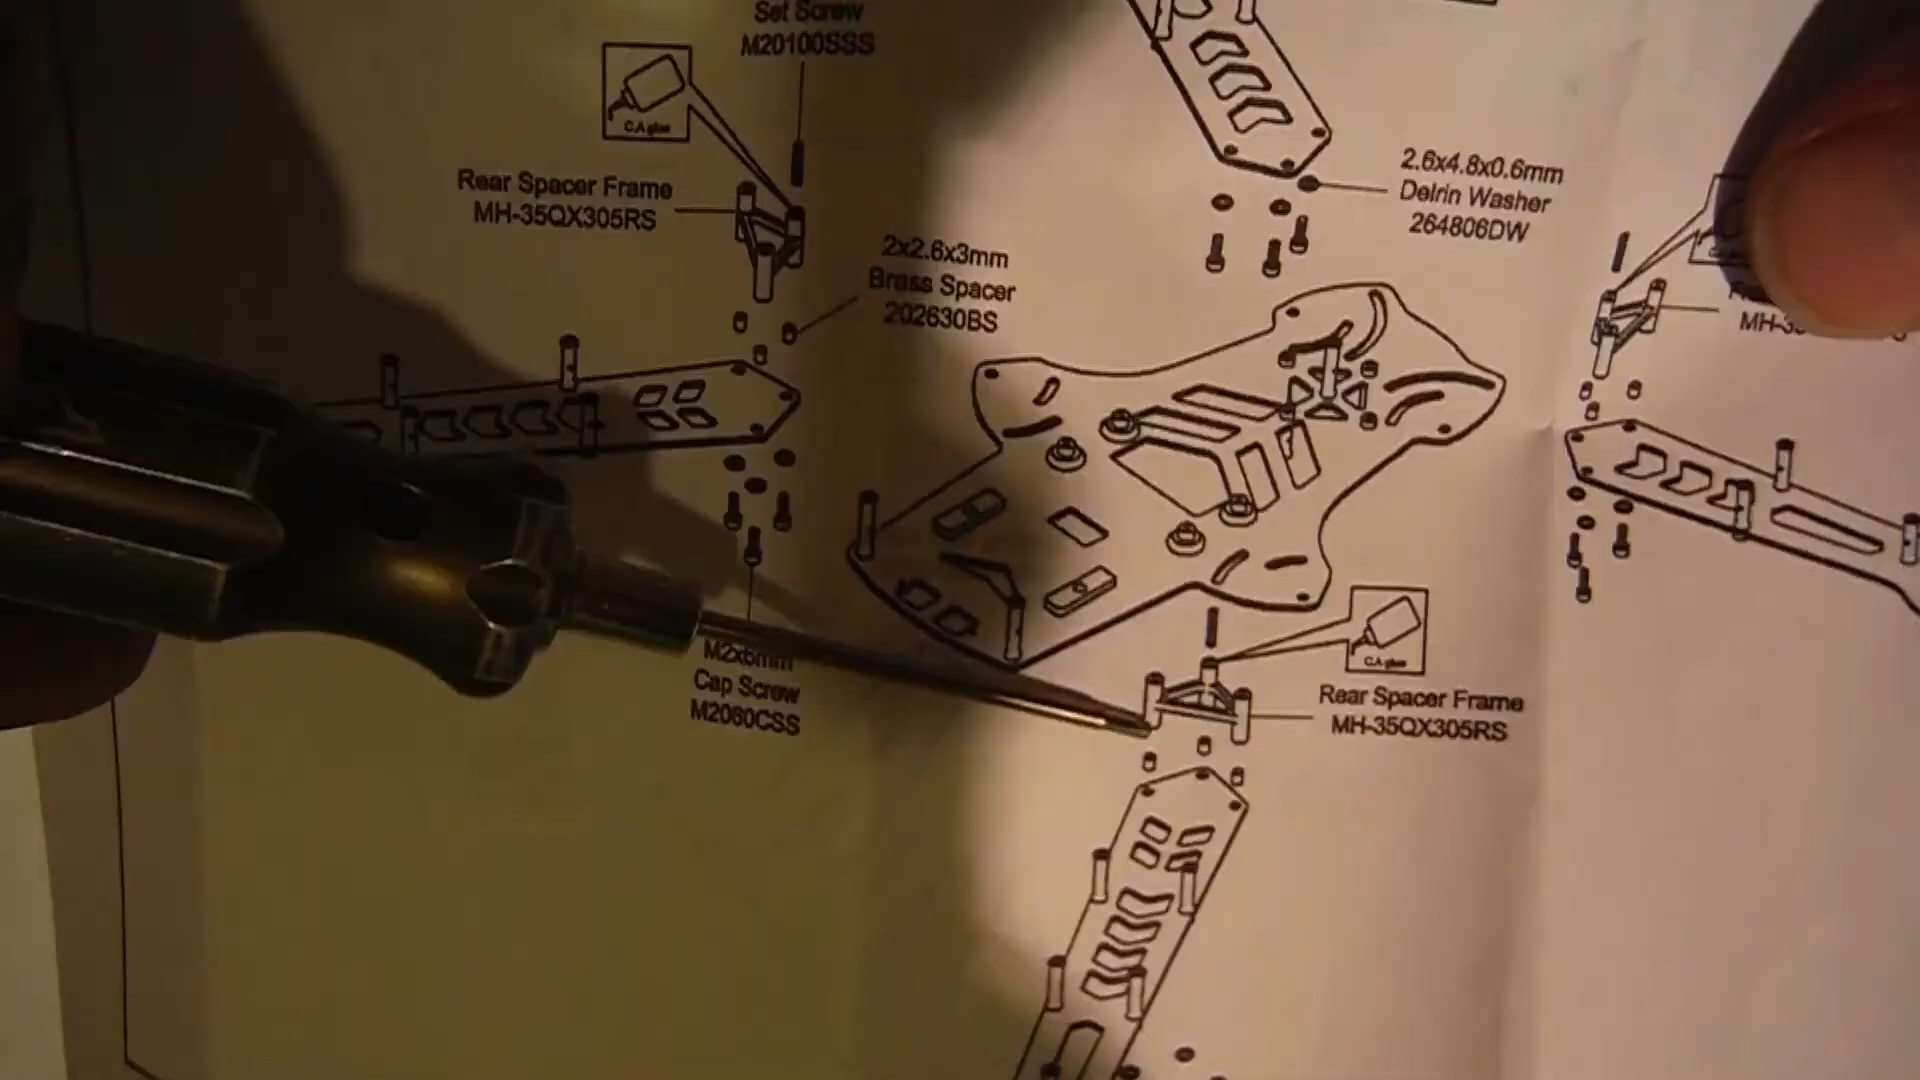 Set Screw
M20100SSS
C.A glue
Rear Spacer Frame
MH-35QX305RS
2x2.6x3mm
Brass Spacer
202630BS
2.6x4.8x0.6mm
Delrin Washer
264806DW
M2x6mm
Cap Screw
M2060CSS
C.A glue
Rear Spacer Frame
MH-35QX305RS